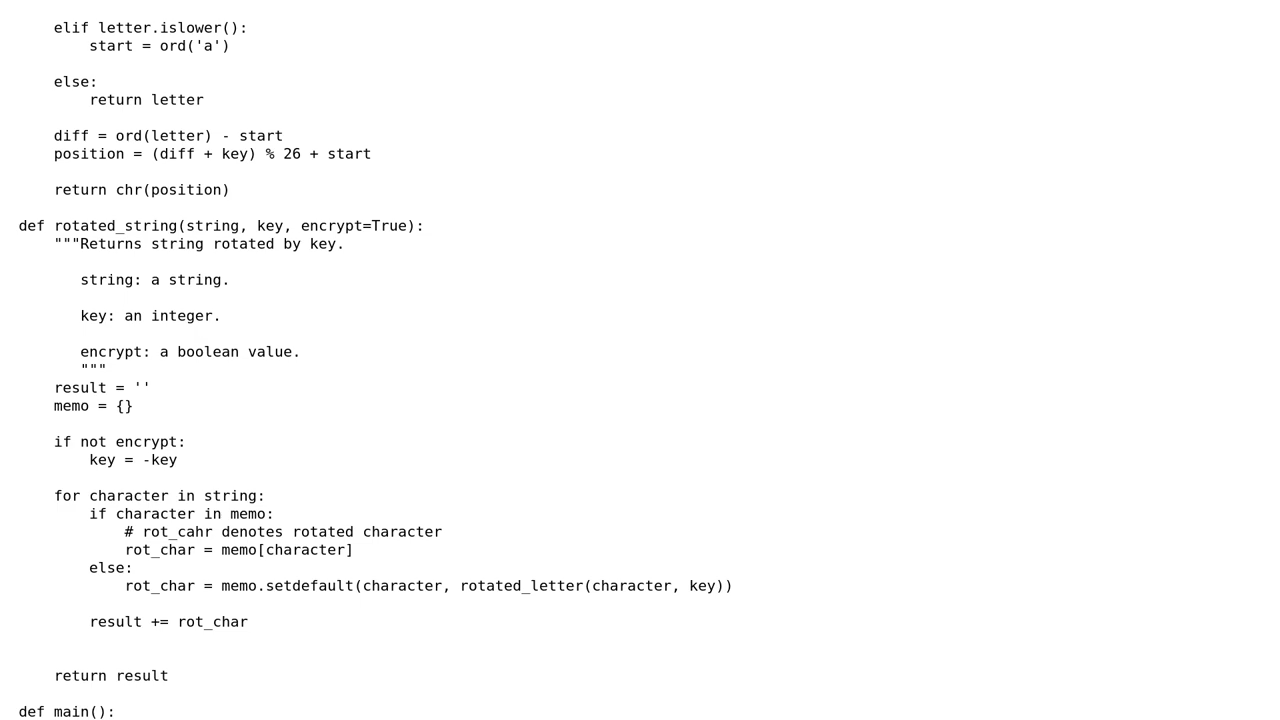 elif letter.islower():
        start = ord('a')

    else:
        return letter

    diff = ord(letter) - start
    position = (diff + key) % 26 + start

    return chr(position)

def rotated_string(string, key, encrypt=True):
    """Returns string rotated by key.

       string: a string.

       key: an integer.

       encrypt: a boolean value.
       """
    result = ''
    memo = {}

    if not encrypt:
        key = -key

    for character in string:
        if character in memo:
            # rot_cahr denotes rotated character
            rot_char = memo[character]
        else:
            rot_char = memo.setdefault(character, rotated_letter(character, key))

        result += rot_char


    return result

def main():